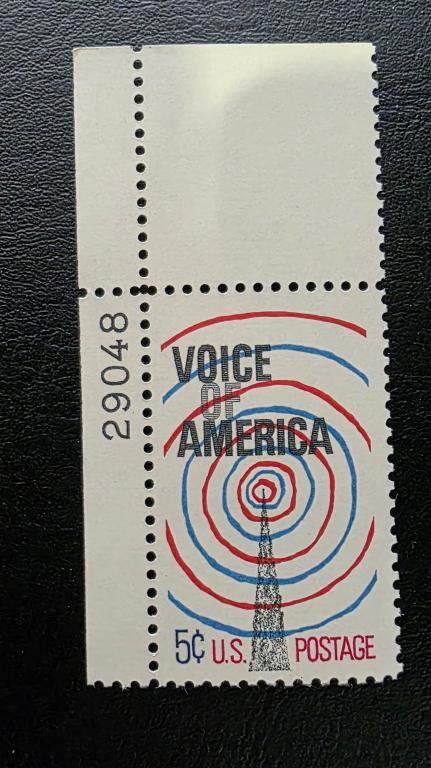 29048
VOICE
OF
AMERICA
5¢ U.S. POSTAGE